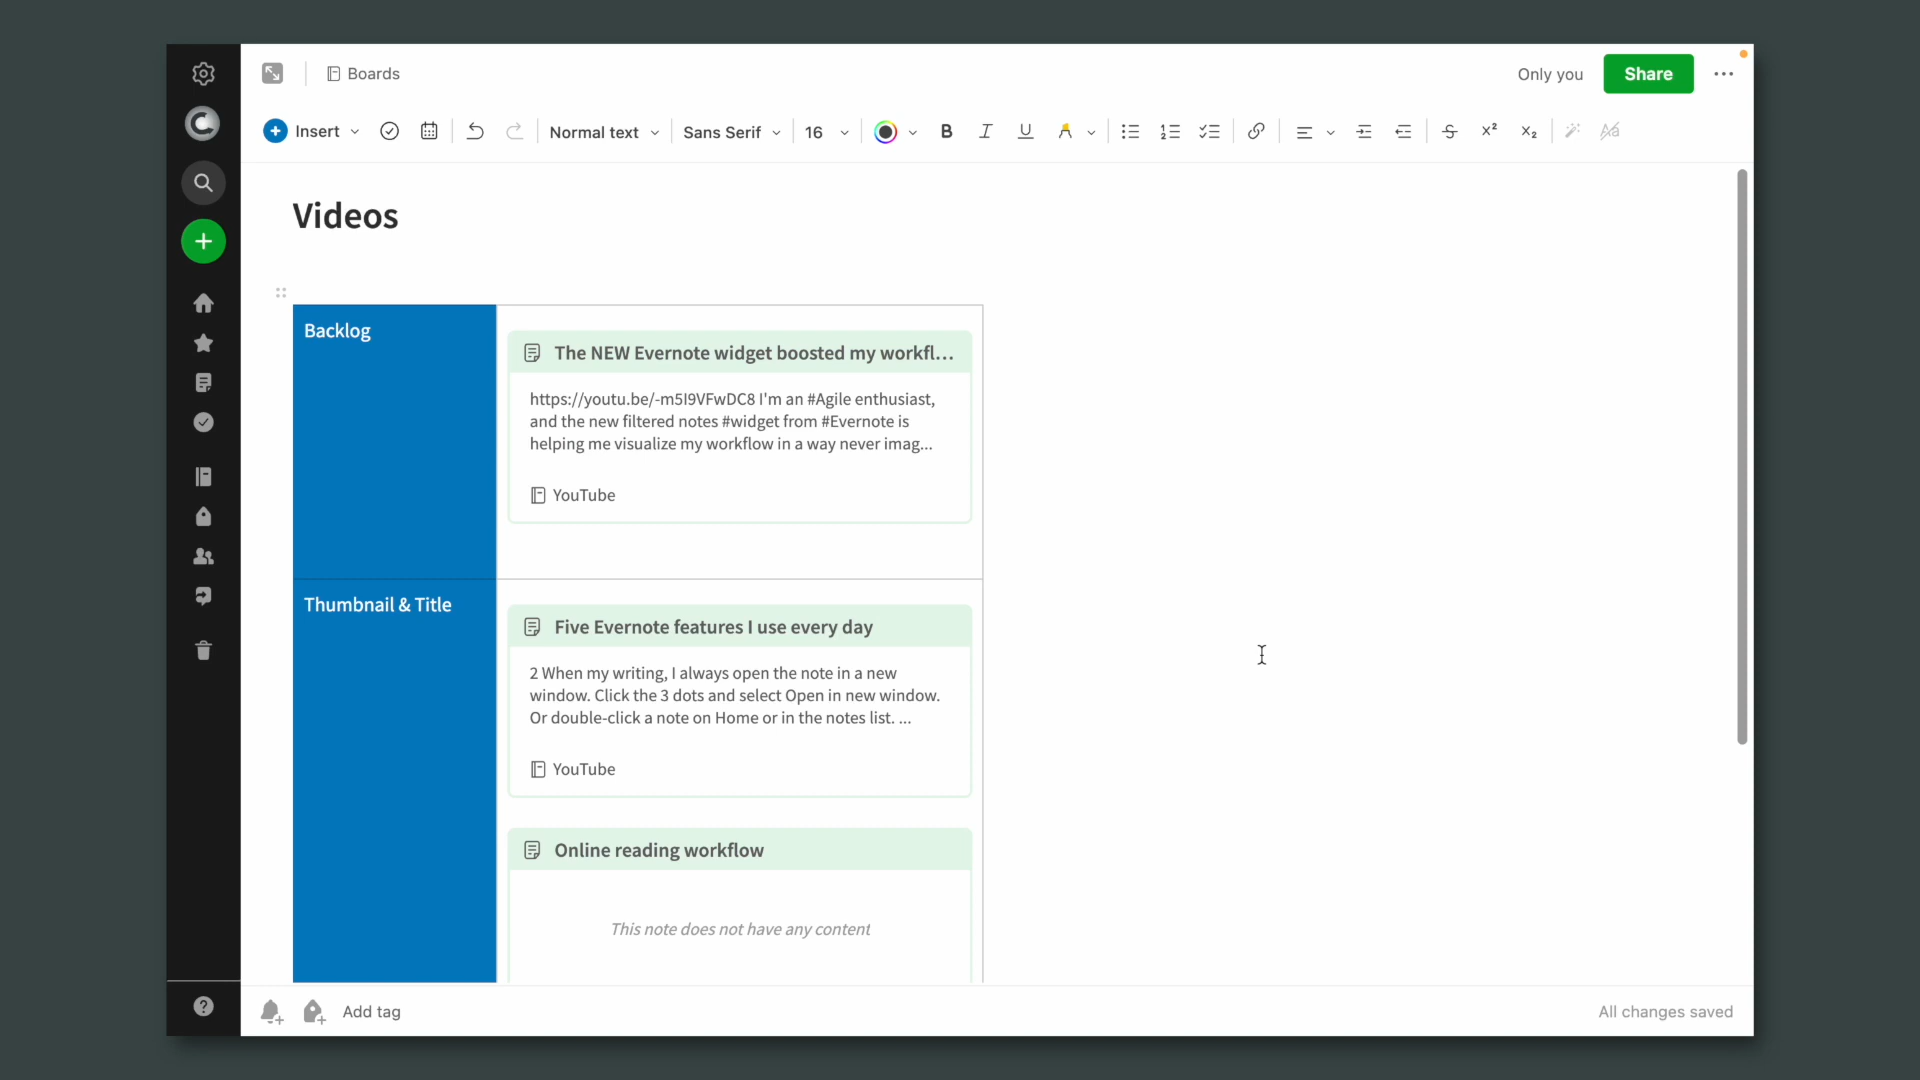 Boards
Only you
Share
Insert
Normal text
Sans Serif
16
Videos
Backlog
The NEW Evernote widget boosted my workfl...
https://youtu.be/-m5I9VFwDC8 I'm an #Agile enthusiast,
and the new filtered notes #widget from #Evernote is
helping me visualize my workflow in a way never imag...
YouTube
Thumbnail & Title
Five Evernote features I use every day
2 When my writing, I always open the note in a new
window. Click the 3 dots and select Open in new window.
Or double-click a note on Home or in the notes list. ...
YouTube
Online reading workflow
This note does not have any content
Add tag
All changes saved